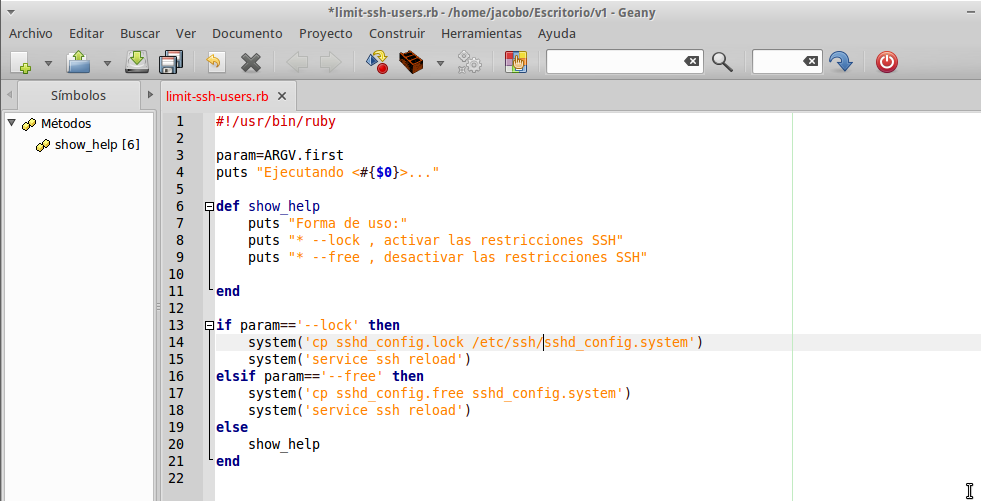 *limit-ssh-users.rb - /home/jacobo/Escritorio/v1 - Geany
Archivo Editar Buscar Ver Documento Proyecto Construir Herramientas Ayuda
Símbolos
limit-ssh-users.rb
Métodos
show_help [6]
1 #!/usr/bin/ruby
2
3 param=ARGV.first
4 puts "Ejecutando <#{$0}>..."
5
6 def show_help
7     puts "Forma de uso:"
8     puts "* --lock , activar las restricciones SSH"
9     puts "* --free , desactivar las restricciones SSH"
10
11 end
12
13 if param=='--lock' then
14     system('cp sshd_config.lock /etc/ssh/sshd_config.system')
15     system('service ssh reload')
16 elsif param=='--free' then
17     system('cp sshd_config.free sshd_config.system')
18     system('service ssh reload')
19 else
20     show_help
21 end
22